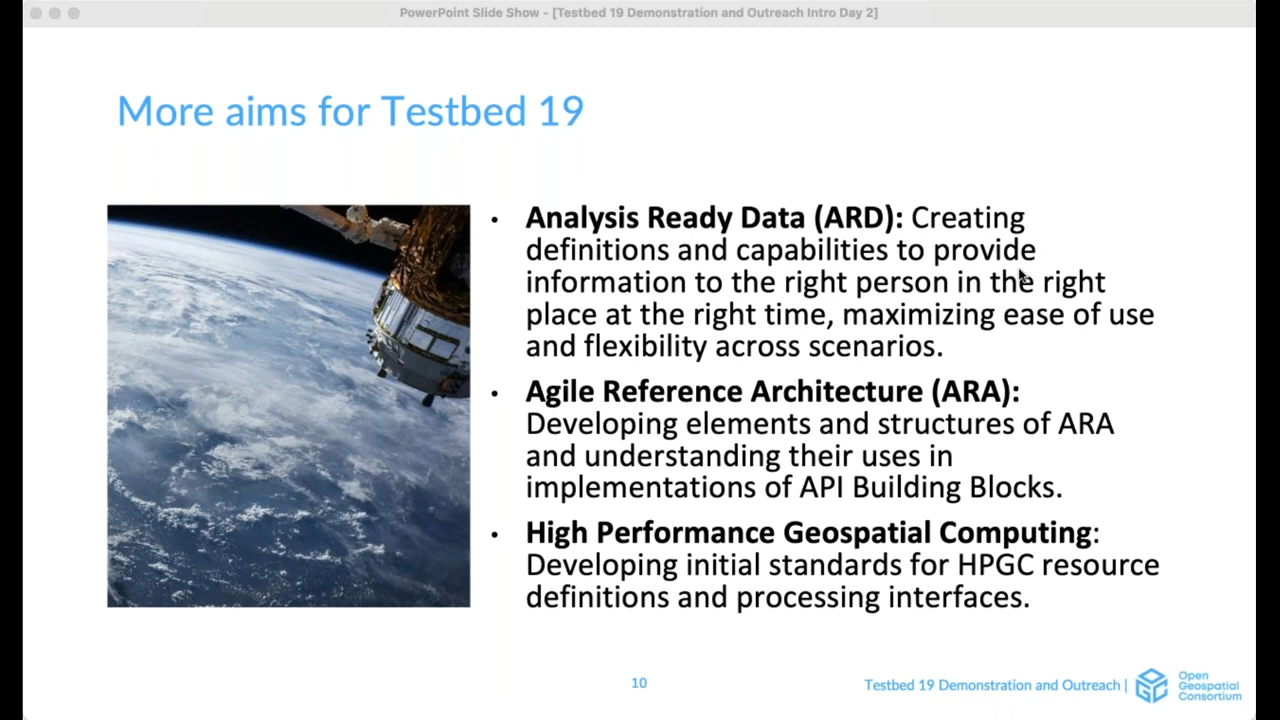 PowerPoint Slide Show - [Testbed 19 Demonstration and Outreach Intro Day 2]
More aims for Testbed 19
• Analysis Ready Data (ARD): Creating
definitions and capabilities to provide
information to the right person in the right
place at the right time, maximizing ease of use
and flexibility across scenarios.
• Agile Reference Architecture (ARA):
Developing elements and structures of ARA
and understanding their uses in
implementations of API Building Blocks.
• High Performance Geospatial Computing:
Developing initial standards for HPGC resource
definitions and processing interfaces.
10
Testbed 19 Demonstration and Outreach |
OGC
Open
Geospatial
Consortium